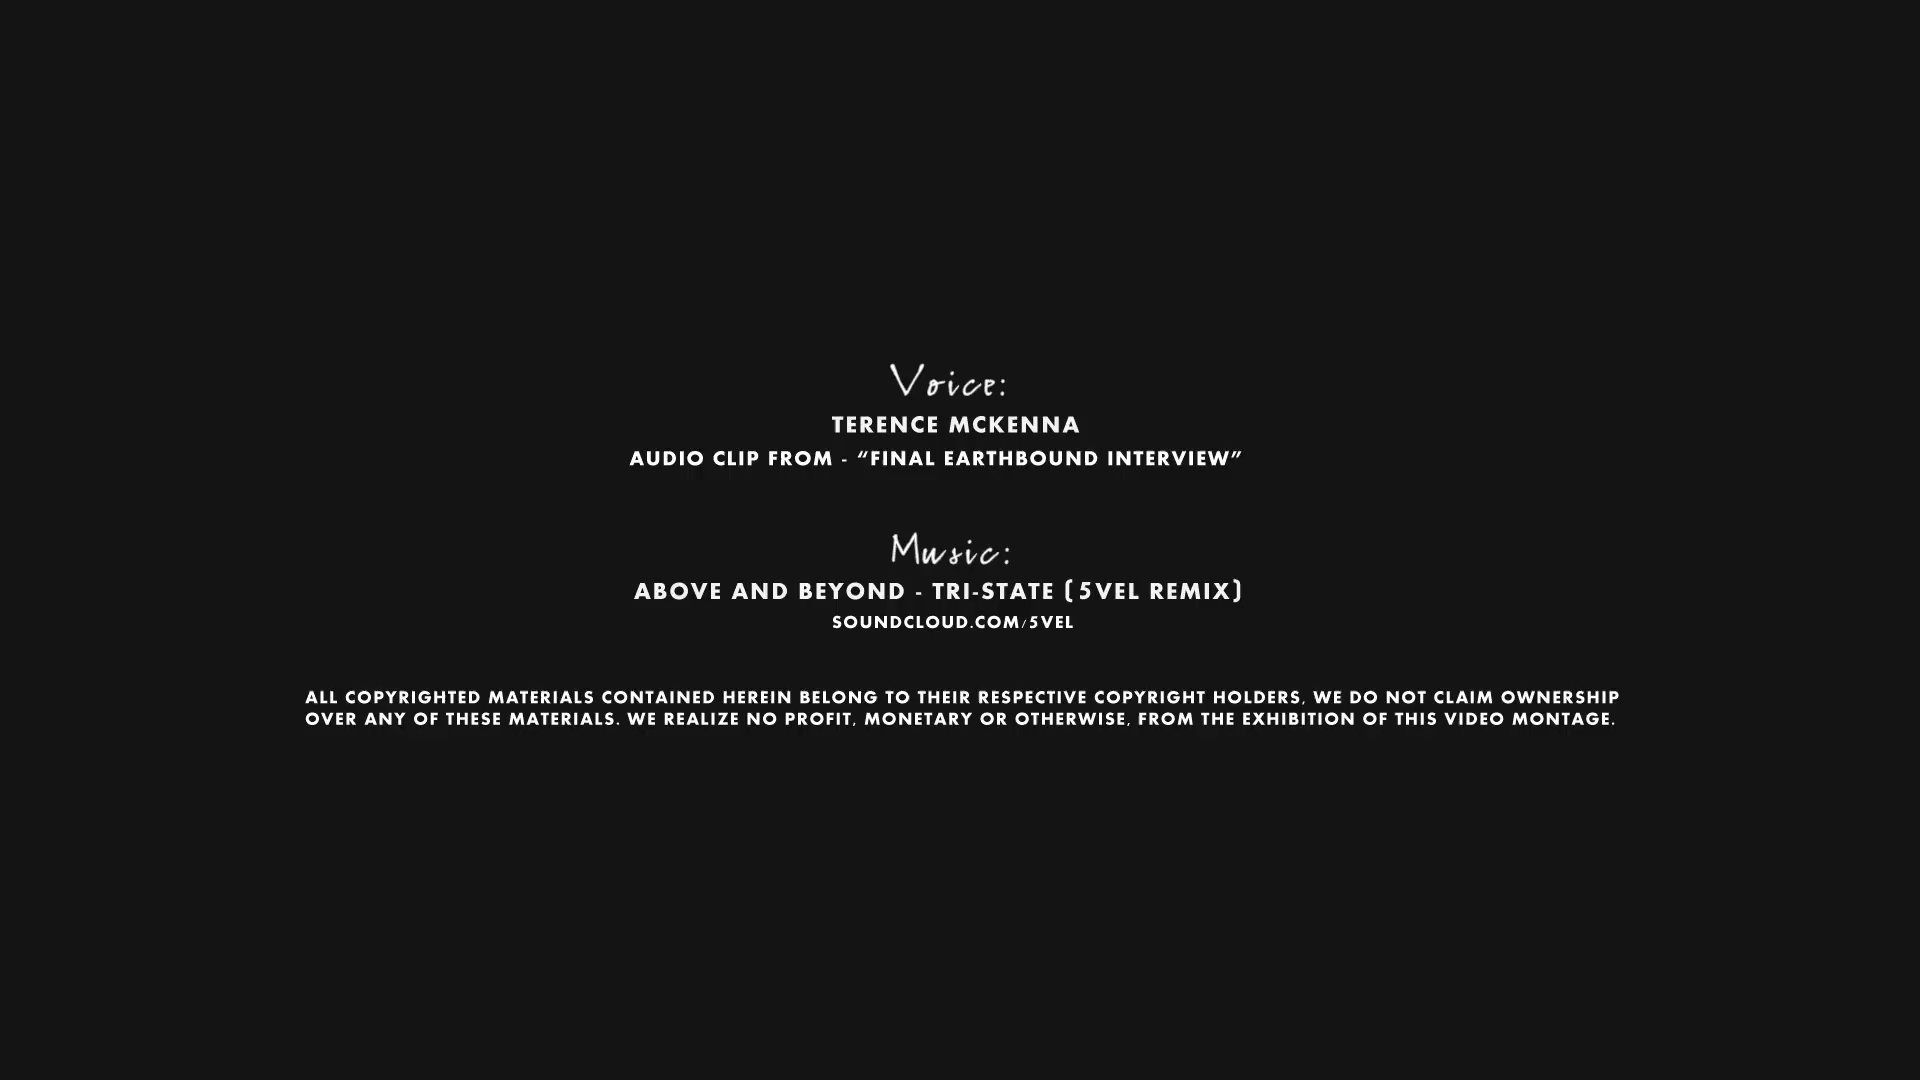 Voice:
TERENCE MCKENNA
AUDIO CLIP FROM - “FINAL EARTHBOUND INTERVIEW”
Music:
ABOVE AND BEYOND - TRI-STATE (5VEL REMIX)
SOUNDCLOUD.COM/5VEL
ALL COPYRIGHTED MATERIALS CONTAINED HEREIN BELONG TO THEIR RESPECTIVE COPYRIGHT HOLDERS, WE DO NOT CLAIM OWNERSHIP
OVER ANY OF THESE MATERIALS. WE REALIZE NO PROFIT, MONETARY OR OTHERWISE, FROM THE EXHIBITION OF THIS VIDEO MONTAGE.